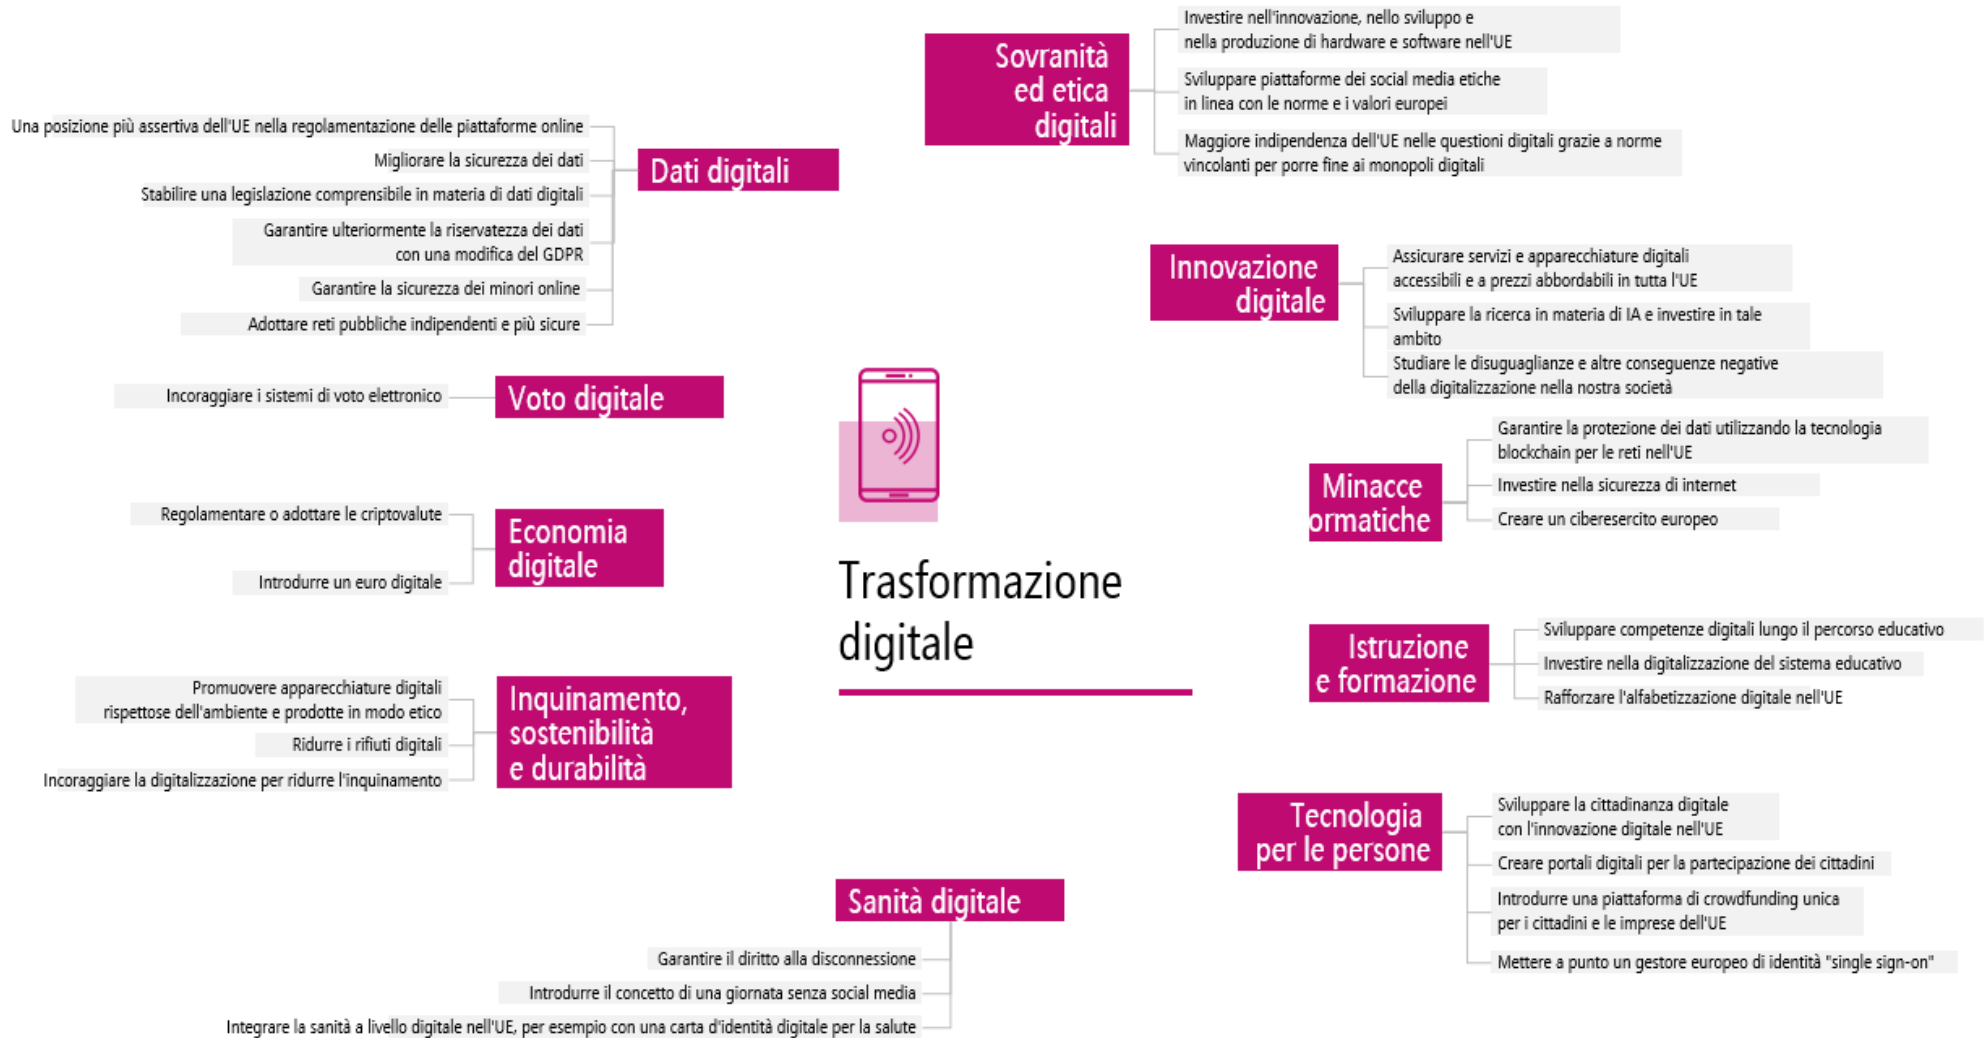 Sovranità
ed etica
digitali
Investire nell'innovazione, nello sviluppo e
nella produzione di hardware e software nell'UE
Sviluppare piattaforme dei social media etiche
in linea con le norme e i valori europei
Maggiore indipendenza dell'UE nelle questioni digitali grazie a norme
vincolanti per porre fine ai monopoli digitali
Dati digitali
Una posizione più assertiva dell'UE nella regolamentazione delle piattaforme online
Migliorare la sicurezza dei dati
Stabilire una legislazione comprensibile in materia di dati digitali
Garantire ulteriormente la riservatezza dei dati
con una modifica del GDPR
Garantire la sicurezza dei minori online
Adottare reti pubbliche indipendenti e più sicure
Innovazione
digitale
Assicurare servizi e apparecchiature digitali
accessibili e a prezzi abbordabili in tutta l'UE
Sviluppare la ricerca in materia di IA e investire in tale
ambito
Studiare le disuguaglianze e altre conseguenze negative
della digitalizzazione nella nostra società
Voto digitale
Incoraggiare i sistemi di voto elettronico
Minacce
ormatiche
Garantire la protezione dei dati utilizzando la tecnologia
blockchain per le reti nell'UE
Investire nella sicurezza di internet
Creare un ciberesercito europeo
Economia
digitale
Regolamentare o adottare le criptovalute
Introdurre un euro digitale
Trasformazione
digitale
Istruzione
e formazione
Sviluppare competenze digitali lungo il percorso educativo
Investire nella digitalizzazione del sistema educativo
Rafforzare l'alfabetizzazione digitale nell'UE
Inquinamento,
sostenibilità
e durabilità
Promuovere apparecchiature digitali
rispettose dell'ambiente e prodotte in modo etico
Ridurre i rifiuti digitali
Incoraggiare la digitalizzazione per ridurre l'inquinamento
Tecnologia
per le persone
Sviluppare la cittadinanza digitale
con l'innovazione digitale nell'UE
Creare portali digitali per la partecipazione dei cittadini
Introdurre una piattaforma di crowdfunding unica
per i cittadini e le imprese dell'UE
Mettere a punto un gestore europeo di identità "single sign-on"
Sanità digitale
Garantire il diritto alla disconnessione
Introdurre il concetto di una giornata senza social media
Integrare la sanità a livello digitale nell'UE, per esempio con una carta d'identità digitale per la salute